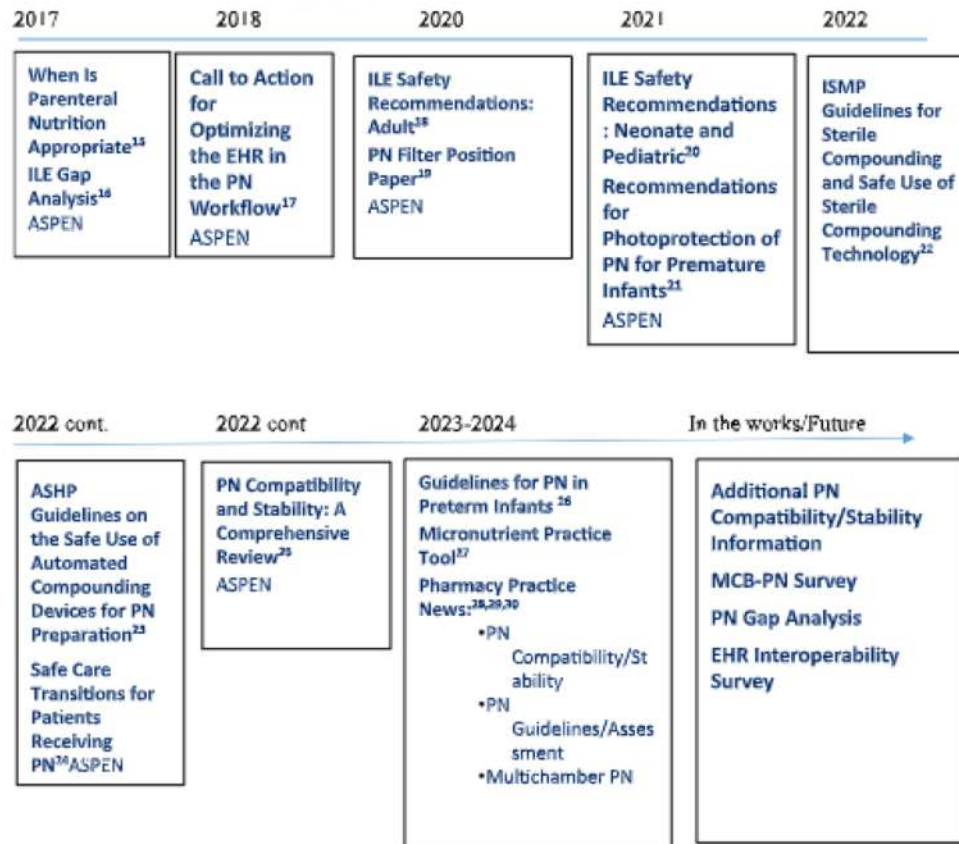 2017 2018 2020 2021 2022
When Is
Parenteral
Nutrition
Appropriate¹⁵
ILE Gap
Analysis¹⁶
ASPEN
Call to Action
for
Optimizing
the EHR in
the PN
Workflow¹⁷
ASPEN
ILE Safety
Recommendations:
Adult¹⁸
PN Filter Position
Paper¹⁹
ASPEN
ILE Safety
Recommendations
: Neonate and
Pediatric²⁰
Recommendations
for
Photoprotection of
PN for Premature
Infants²¹
ASPEN
ISMP
Guidelines for
Sterile
Compounding
and Safe Use of
Sterile
Compounding
Technology²²
2022 cont. 2022 cont 2023-2024 In the works/Future
ASHP
Guidelines on
the Safe Use of
Automated
Compounding
Devices for PN
Preparation²³
Safe Care
Transitions for
Patients
Receiving
PN²⁴ASPEN
PN Compatibility
and Stability: A
Comprehensive
Review²⁵
ASPEN
Guidelines for PN in
Preterm Infants ²⁶
Micronutrient Practice
Tool²⁷
Pharmacy Practice
News:²⁸,²⁹,³⁰
•PN
Compatibility/St
ability
•PN
Guidelines/Asses
sment
•Multichamber PN
Additional PN
Compatibility/Stability
Information
MCB-PN Survey
PN Gap Analysis
EHR Interoperability
Survey